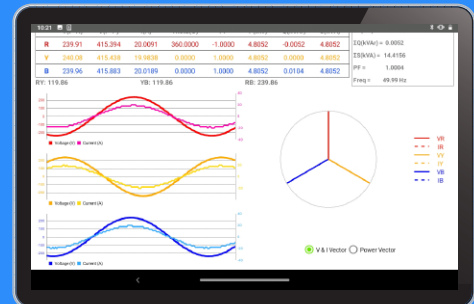 10:21
R 239.91 415.394 20.0091 360.0000 -1.0000 4.8052 -0.0052 4.8052
Y 240.08 415.438 19.9838 0.0000 1.0000 4.8052 0.0000 4.8052
B 239.96 415.883 20.0189 0.0000 1.0000 4.8052 0.0104 4.8052
RY: 119.86 YB: 119.86 RB: 239.86
ΣQ(kVAr) = 0.0052
ΣS(kVA) = 14.4156
PF = 1.0004
Freq = 49.99 Hz
Voltage (V) Current (A)
Voltage (V) Current (A)
Voltage (V) Current (A)
VR
IR
VY
IY
VB
IB
V & I Vector Power Vector